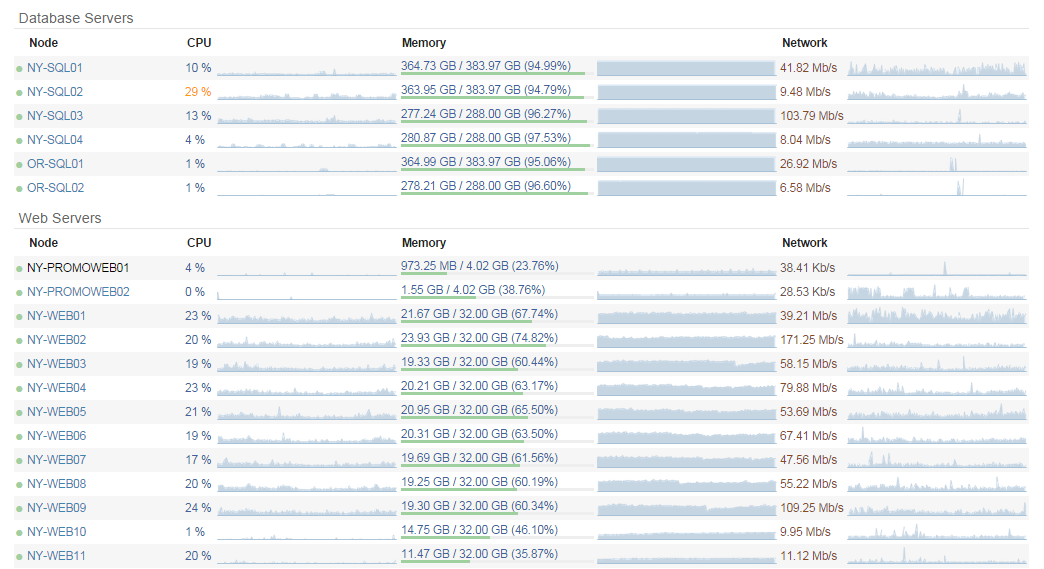 Database Servers
Node CPU Memory Network
NY-SQL01 10 % 364.73 GB / 383.97 GB (94.99%) 41.82 Mb/s
NY-SQL02 29 % 363.95 GB / 383.97 GB (94.79%) 9.48 Mb/s
NY-SQL03 13 % 277.24 GB / 288.00 GB (96.27%) 103.79 Mb/s
NY-SQL04 4 % 280.87 GB / 288.00 GB (97.53%) 8.04 Mb/s
OR-SQL01 1 % 364.99 GB / 383.97 GB (95.06%) 26.92 Mb/s
OR-SQL02 1 % 278.21 GB / 288.00 GB (96.60%) 6.58 Mb/s
Web Servers
Node CPU Memory Network
NY-PROMOWEB01 4 % 973.25 MB / 4.02 GB (23.76%) 38.41 Kb/s
NY-PROMOWEB02 0 % 1.55 GB / 4.02 GB (38.76%) 28.53 Kb/s
NY-WEB01 23 % 21.67 GB / 32.00 GB (67.74%) 39.21 Mb/s
NY-WEB02 20 % 23.93 GB / 32.00 GB (74.82%) 171.25 Mb/s
NY-WEB03 19 % 19.33 GB / 32.00 GB (60.44%) 58.15 Mb/s
NY-WEB04 23 % 20.21 GB / 32.00 GB (63.17%) 79.88 Mb/s
NY-WEB05 21 % 20.95 GB / 32.00 GB (65.50%) 53.69 Mb/s
NY-WEB06 19 % 20.31 GB / 32.00 GB (63.50%) 67.41 Mb/s
NY-WEB07 17 % 19.69 GB / 32.00 GB (61.56%) 47.56 Mb/s
NY-WEB08 20 % 19.25 GB / 32.00 GB (60.19%) 55.22 Mb/s
NY-WEB09 24 % 19.30 GB / 32.00 GB (60.34%) 109.25 Mb/s
NY-WEB10 1 % 14.75 GB / 32.00 GB (46.10%) 9.95 Mb/s
NY-WEB11 20 % 11.47 GB / 32.00 GB (35.87%) 11.12 Mb/s